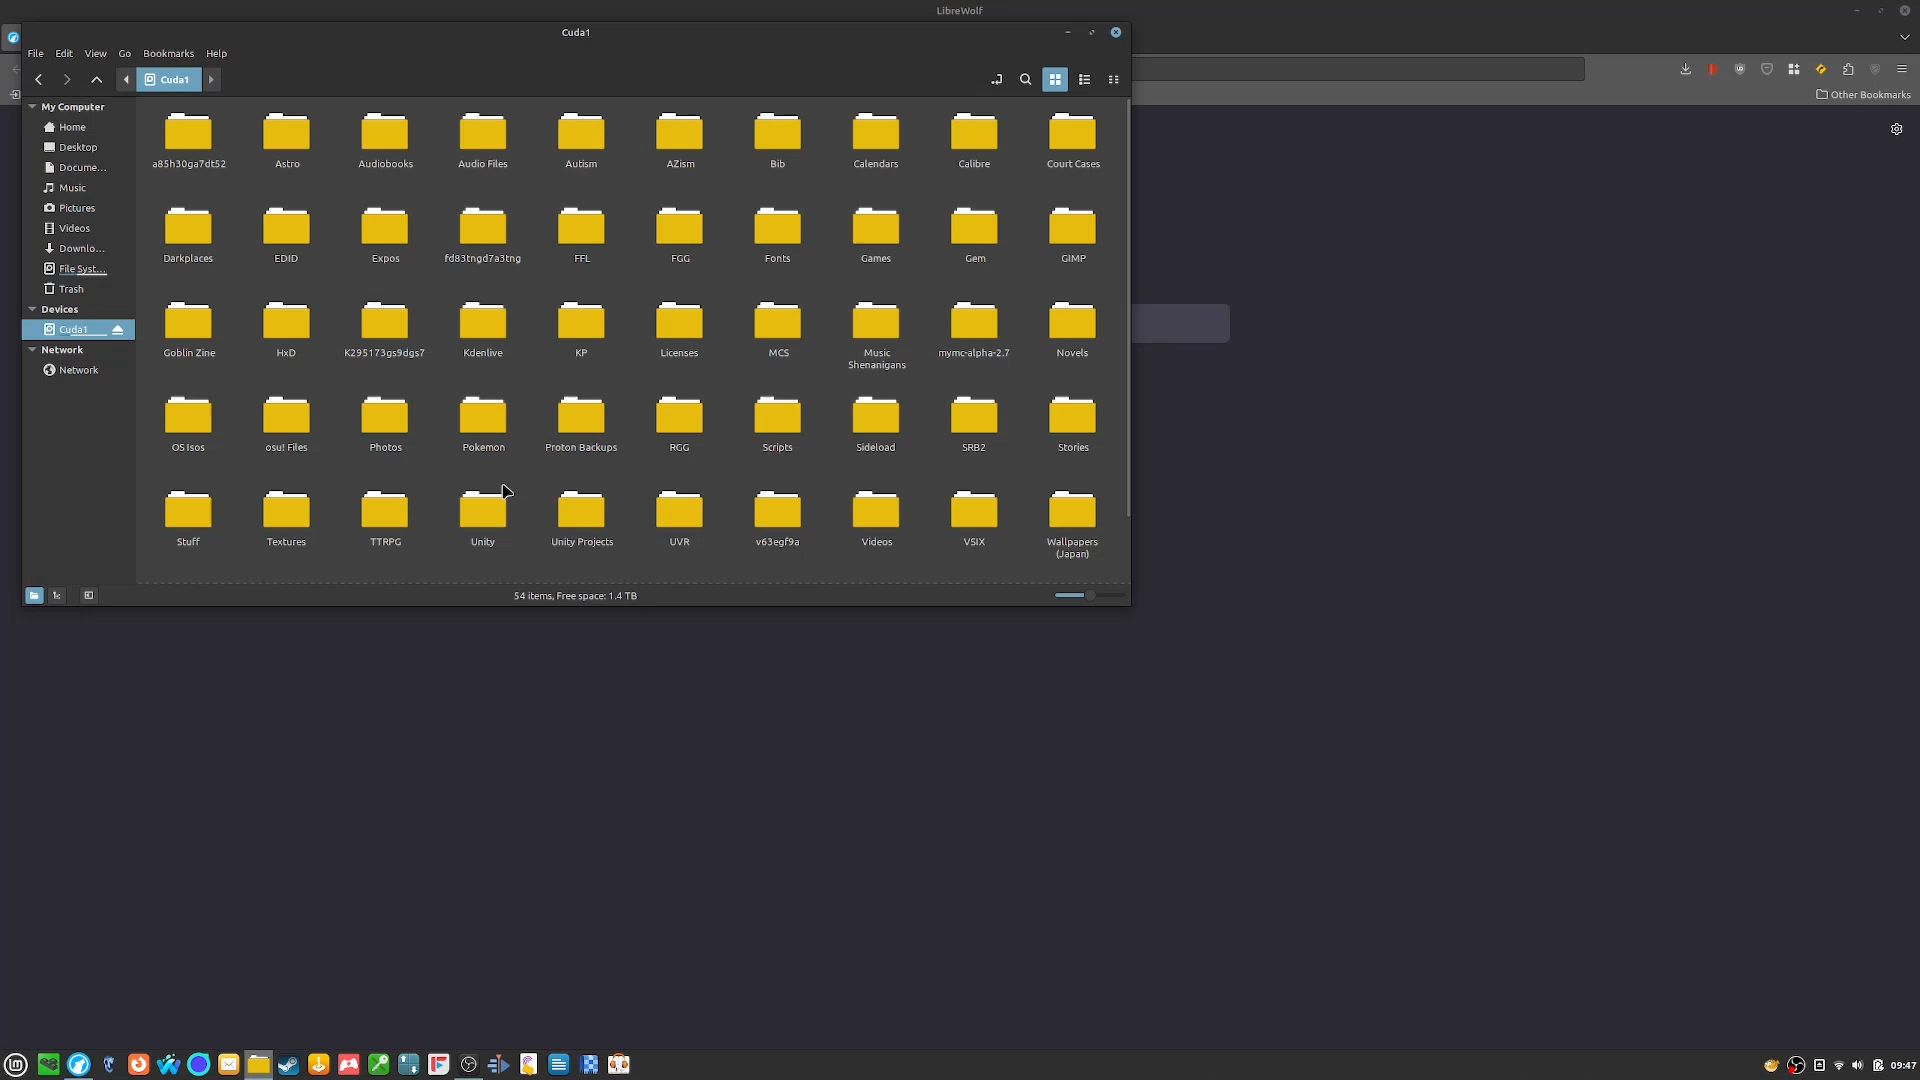 LibreWolf
Cuda1
File Edit View Go Bookmarks Help
Cuda1
Other Bookmarks
My Computer
Home
Desktop
Docume...
Music
Pictures
Videos
Downlo...
File Syst...
Trash
Devices
Cuda1
Network
Network
a85h30ga7dt52 Astro Audiobooks Audio Files Autism AZism Bib Calendars Calibre Court Cases
Darkplaces EDID Expos fd83tngd7a3tng FFL FGG Fonts Games Gem GIMP
Goblin Zine HxD K295173gs9dgs7 Kdenlive KP Licenses MCS Music Shenanigans mymc-alpha-2.7 Novels
OS Isos osu! Files Photos Pokemon Proton Backups RGG Scripts Sideload SRB2 Stories
Stuff Textures TTRPG Unity Unity Projects UVR v63egf9a Videos VSIX Wallpapers (Japan)
54 items, Free space: 1.4 TB
09:47